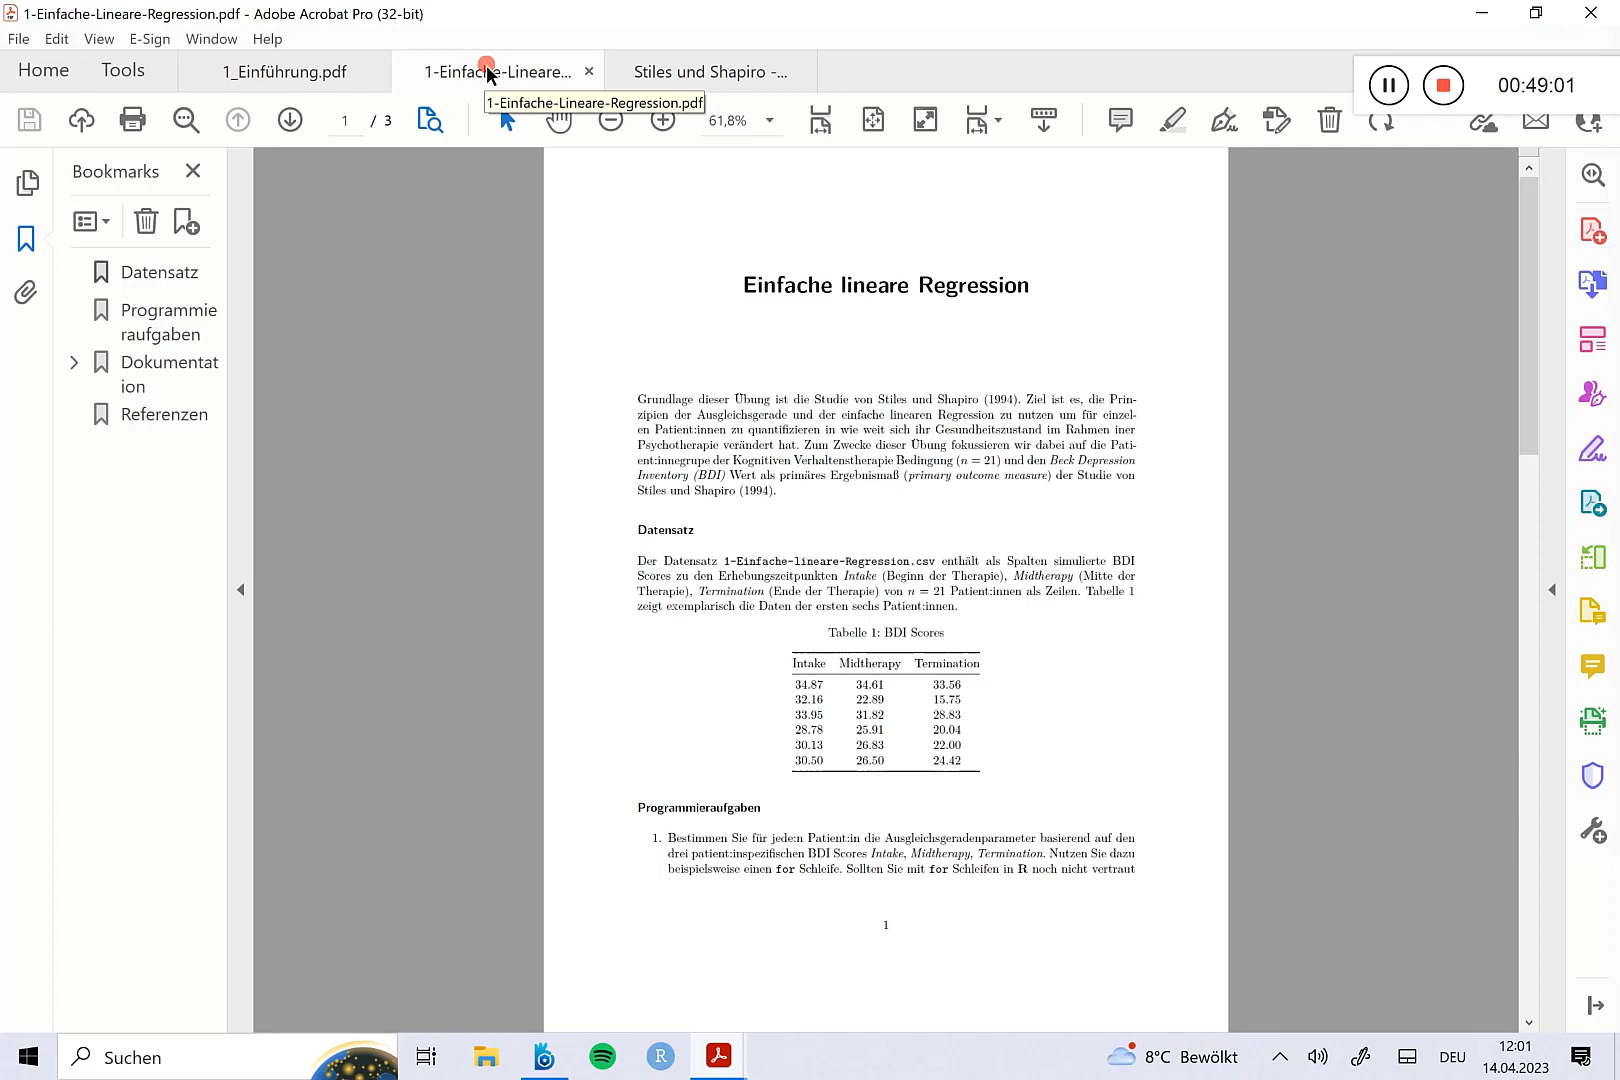 1-Einfache-Lineare-Regression.pdf - Adobe Acrobat Pro (32-bit)
File Edit View E-Sign Window Help
Home Tools 1_Einführung.pdf 1-Einfache-Lineare... Stiles und Shapiro -...
00:49:01
1-Einfache-Lineare-Regression.pdf
1 / 3 61,8%
Bookmarks
Datensatz
Programmie
raufgaben
Dokumentat
ion
Referenzen
Einfache lineare Regression
Grundlage dieser Übung ist die Studie von Stiles und Shapiro (1994). Ziel ist es, die Prin-
zipien der Ausgleichsgerade und der einfache linearen Regression zu nutzen um für einzel-
en Patient:innen zu quantifizieren in wie weit sich ihr Gesundheitszustand im Rahmen iner
Psychotherapie verändert hat. Zum Zwecke dieser Übung fokussieren wir dabei auf die Pati-
ent:innegrupe der Kognitiven Verhaltenstherapie Bedingung (n = 21) und den Beck Depression
Inventory (BDI) Wert als primäres Ergebnismaß (primary outcome measure) der Studie von
Stiles und Shapiro (1994).
Datensatz
Der Datensatz 1-Einfache-lineare-Regression.csv enthält als Spalten simulierte BDI
Scores zu den Erhebungszeitpunkten Intake (Beginn der Therapie), Midtherapy (Mitte der
Therapie), Termination (Ende der Therapie) von n = 21 Patient:innen als Zeilen. Tabelle 1
zeigt exemplarisch die Daten der ersten sechs Patient:innen.
Tabelle 1: BDI Scores
Intake Midtherapy Termination
34.87 34.61 33.56
32.16 22.89 15.75
33.95 31.82 28.83
28.78 25.91 20.04
30.13 26.83 22.00
30.50 26.50 24.42
Programmieraufgaben
1. Bestimmen Sie für jede:n Patient:in die Ausgleichsgeradenparameter basierend auf den
drei patient:inspezifischen BDI Scores Intake, Midtherapy, Termination. Nutzen Sie dazu
beispielsweise einen for Schleife. Sollten Sie mit for Schleifen in R noch nicht vertraut
1
Suchen
R
8°C Bewölkt
DEU
12:01
14.04.2023